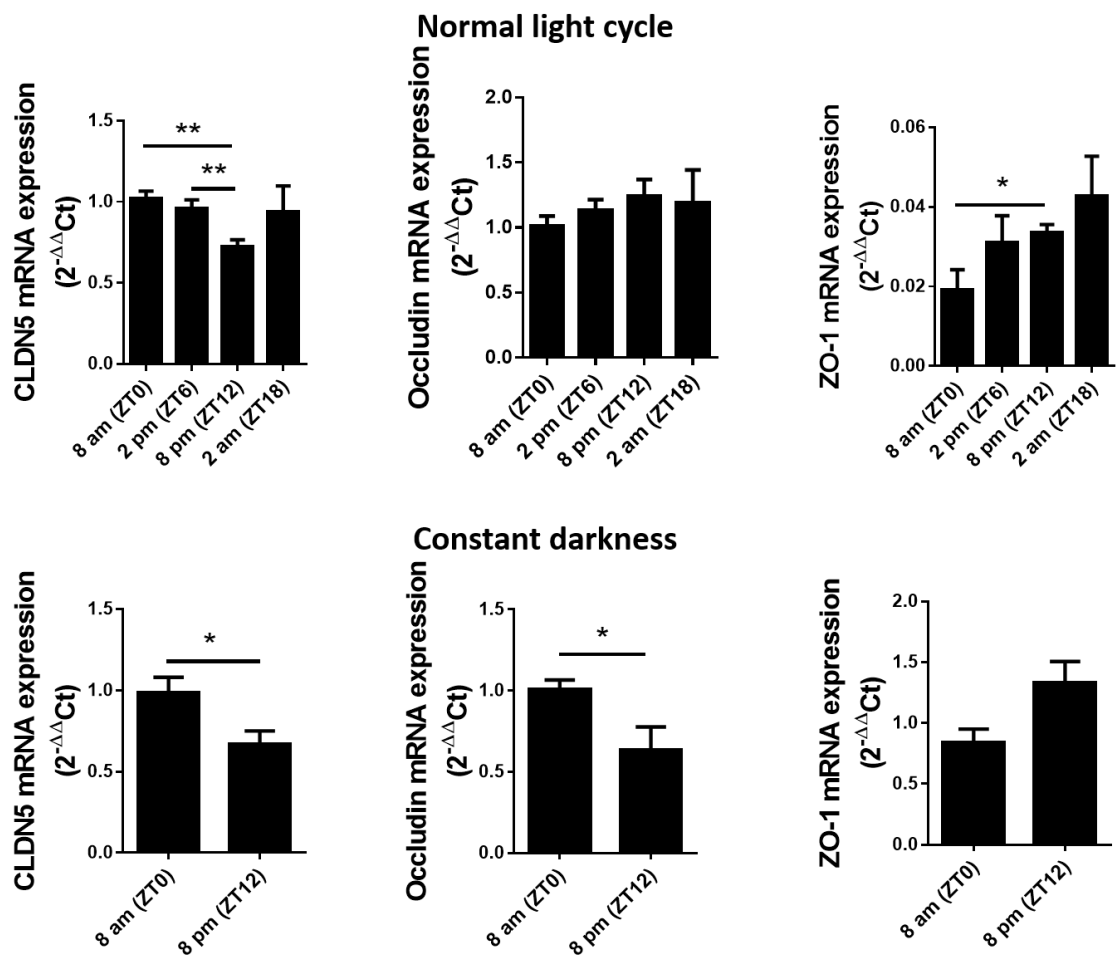 Normal light cycle
CLDN5 mRNA expression
(2-ΔΔCt)
1.5
1.0
0.5
0.0
**
**
8 am (ZT0)
2 pm (ZT6)
8 pm (ZT12)
2 am (ZT18)
Occludin mRNA expression
(2-ΔΔCt)
2.0
1.5
1.0
0.5
0.0
8 am (ZT0)
2 pm (ZT6)
8 pm (ZT12)
2 am (ZT18)
ZO-1 mRNA expression
(2-ΔΔCt)
0.06
0.04
0.02
0.00
*
8 am (ZT0)
2 pm (ZT6)
8 pm (ZT12)
2 am (ZT18)
Constant darkness
CLDN5 mRNA expression
(2-ΔΔCt)
1.5
1.0
0.5
0.0
*
8 am (ZT0)
8 pm (ZT12)
Occludin mRNA expression
(2-ΔΔCt)
1.5
1.0
0.5
0.0
*
8 am (ZT0)
8 pm (ZT12)
ZO-1 mRNA expression
(2-ΔΔCt)
2.0
1.5
1.0
0.5
0.0
8 am (ZT0)
8 pm (ZT12)